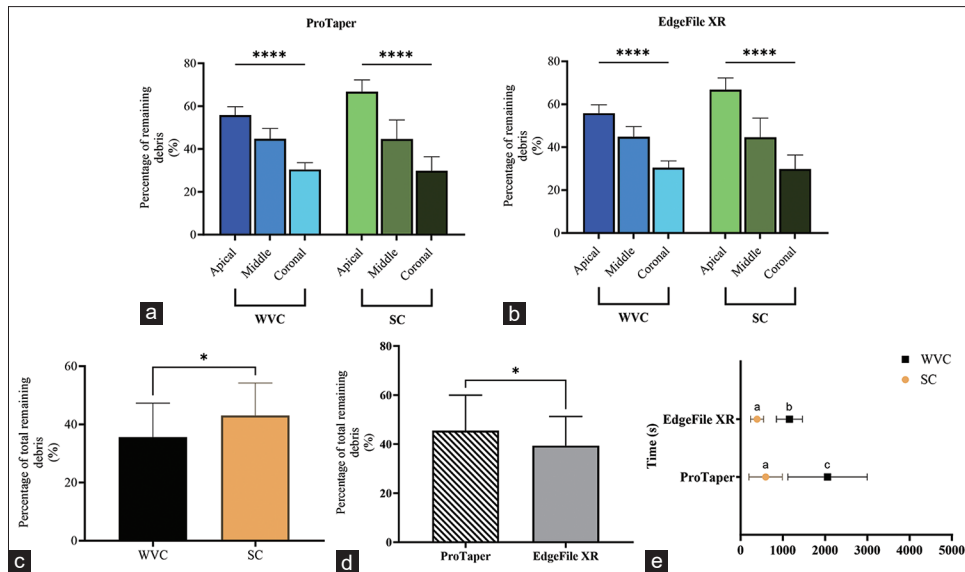 ProTaper
Percentage of remaining
debris
(%)
80
60
40
20
0
****
****
Apical
Middle
Coronal
Apical
Middle
Coronal
WVC
SC
a
EdgeFile XR
Percentage of remaining
debris
(%)
80
60
40
20
0
****
****
Apical
Middle
Coronal
Apical
Middle
Coronal
WVC
SC
b
Percentage of total remaining
debris
(%)
60
40
20
0
*
WVC
SC
c
Percentage of total remaining
debris
(%)
80
60
40
20
0
*
ProTaper
EdgeFile XR
d
WVC
SC
Time (s)
EdgeFile XR
a b
ProTaper
a c
0 1000 2000 3000 4000 5000
e